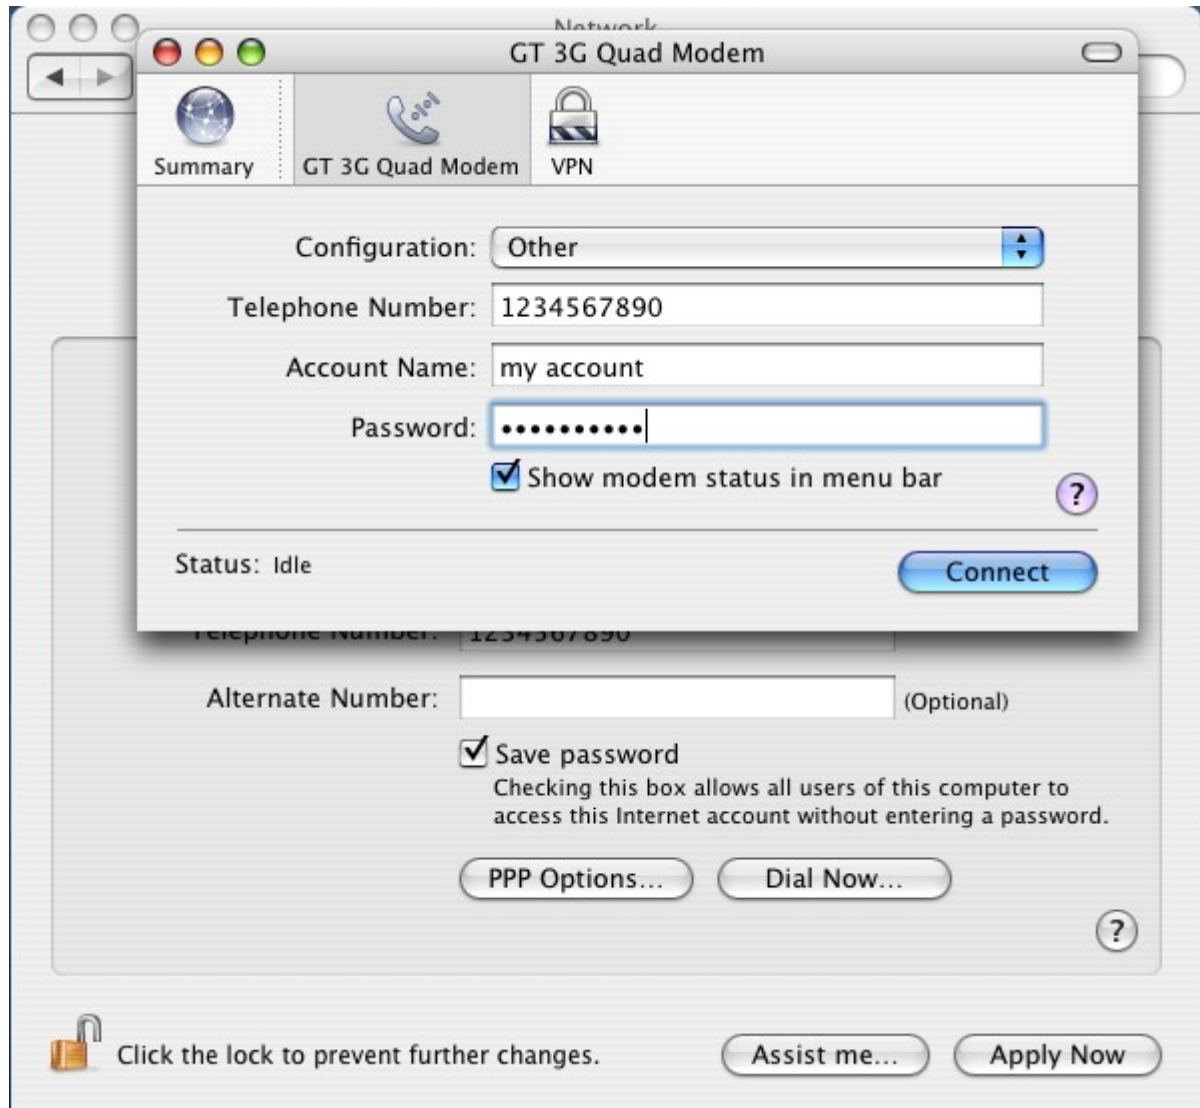 Network
GT 3G Quad Modem
Summary
GT 3G Quad Modem
VPN
Configuration: Other
Telephone Number: 1234567890
Account Name: my account
Password: ••••••••••
Show modem status in menu bar
?
Status: Idle
Connect
Telephone Number: 1234567890
Alternate Number: (Optional)
Save password
Checking this box allows all users of this computer to
access this Internet account without entering a password.
PPP Options... Dial Now...
?
Click the lock to prevent further changes. Assist me... Apply Now